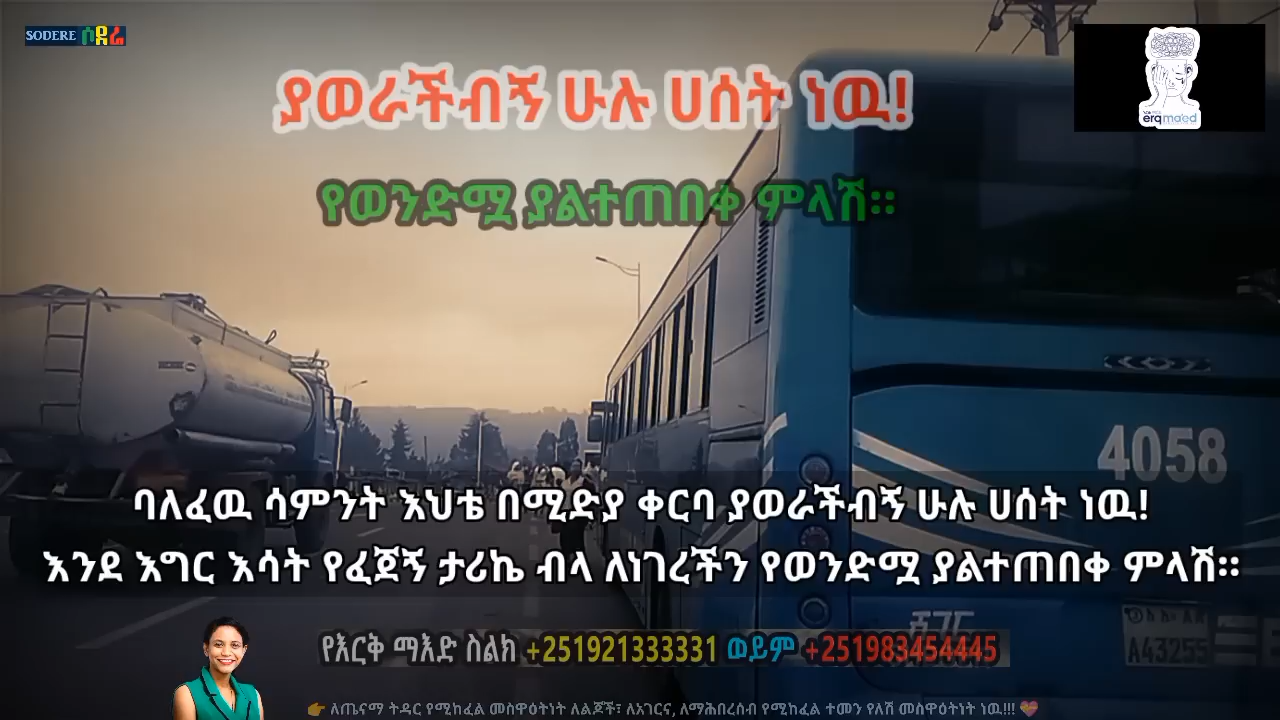 SODERE ሶደሬ
ያወራችብኝ ሁሉ ሀሰት ነዉ!
erqmaed
የወንድሟ ያልተጠበቀ ምላሽ።
4058
ባለፈዉ ሳምንት እህቴ በሚድያ ቀርባ ያወራችብኝ ሁሉ ሀሰት ነዉ!
እንደ እግር እሳት የፈጀኝ ታሪኬ ብላ ለነገረችን የወንድሟ ያልተጠበቀ ምላሽ።
A43255
የእርቅ ማእድ ስልክ +251921333331 ወይም +251983454445
👉 ለጤናማ ትዳር የሚከፈል መስዋዕትነት ለልጆች፣ ለአገርና, ለማሕበረሰብ የሚከፈል ተመን የለሽ መስዋዕትነት ነዉ!!! 💝